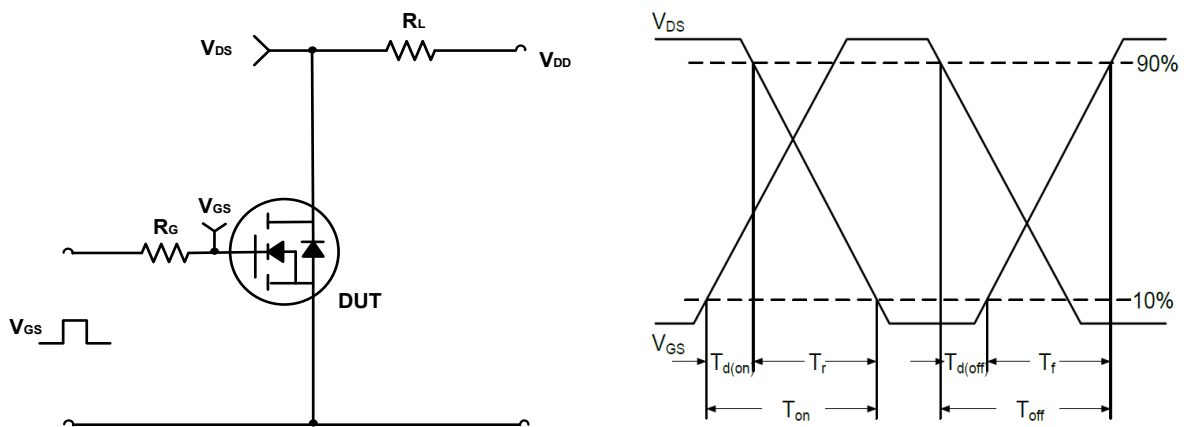 RL
VDS
VDD
VGS
RG
DUT
VGS
VDS
90%
10%
VGS
Td(on)
Tr
Td(off)
Tf
Ton
Toff